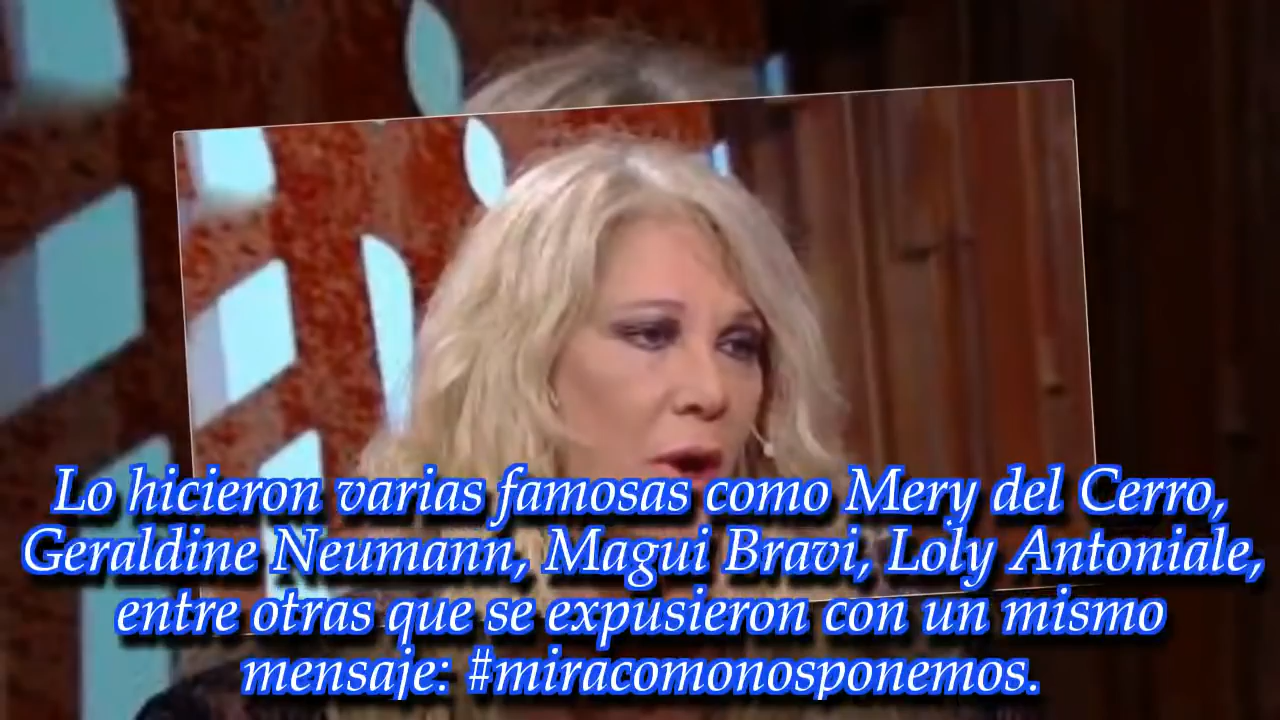 Lo hicieron varias famosas como Mery del Cerro,
Geraldine Neumann, Magui Bravi, Loly Antoniale,
entre otras que se expusieron con un mismo
mensaje: #miracomonosponemos.